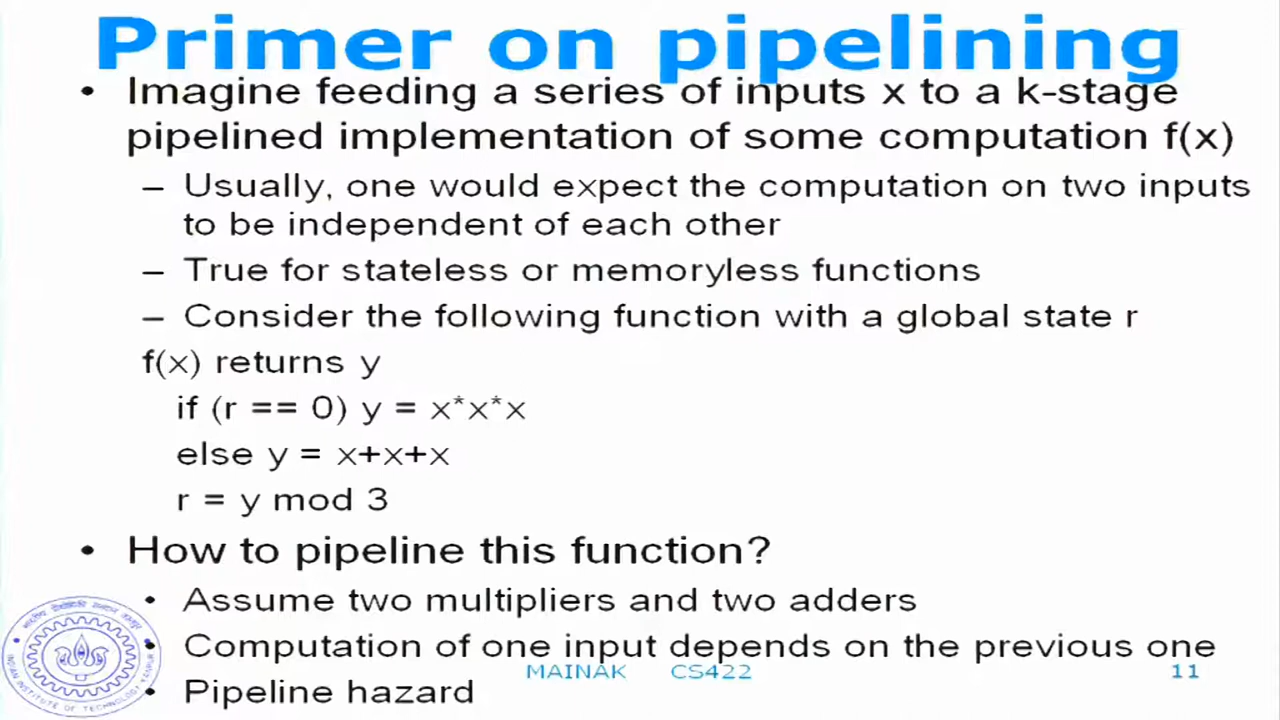 Primer on pipelining
• Imagine feeding a series of inputs x to a k-stage
pipelined implementation of some computation f(x)
– Usually, one would expect the computation on two inputs
to be independent of each other
– True for stateless or memoryless functions
– Consider the following function with a global state r
f(x) returns y
if (r == 0) y = x*x*x
else y = x+x+x
r = y mod 3
• How to pipeline this function?
• Assume two multipliers and two adders
• Computation of one input depends on the previous one
MAINAK CS422 11
• Pipeline hazard